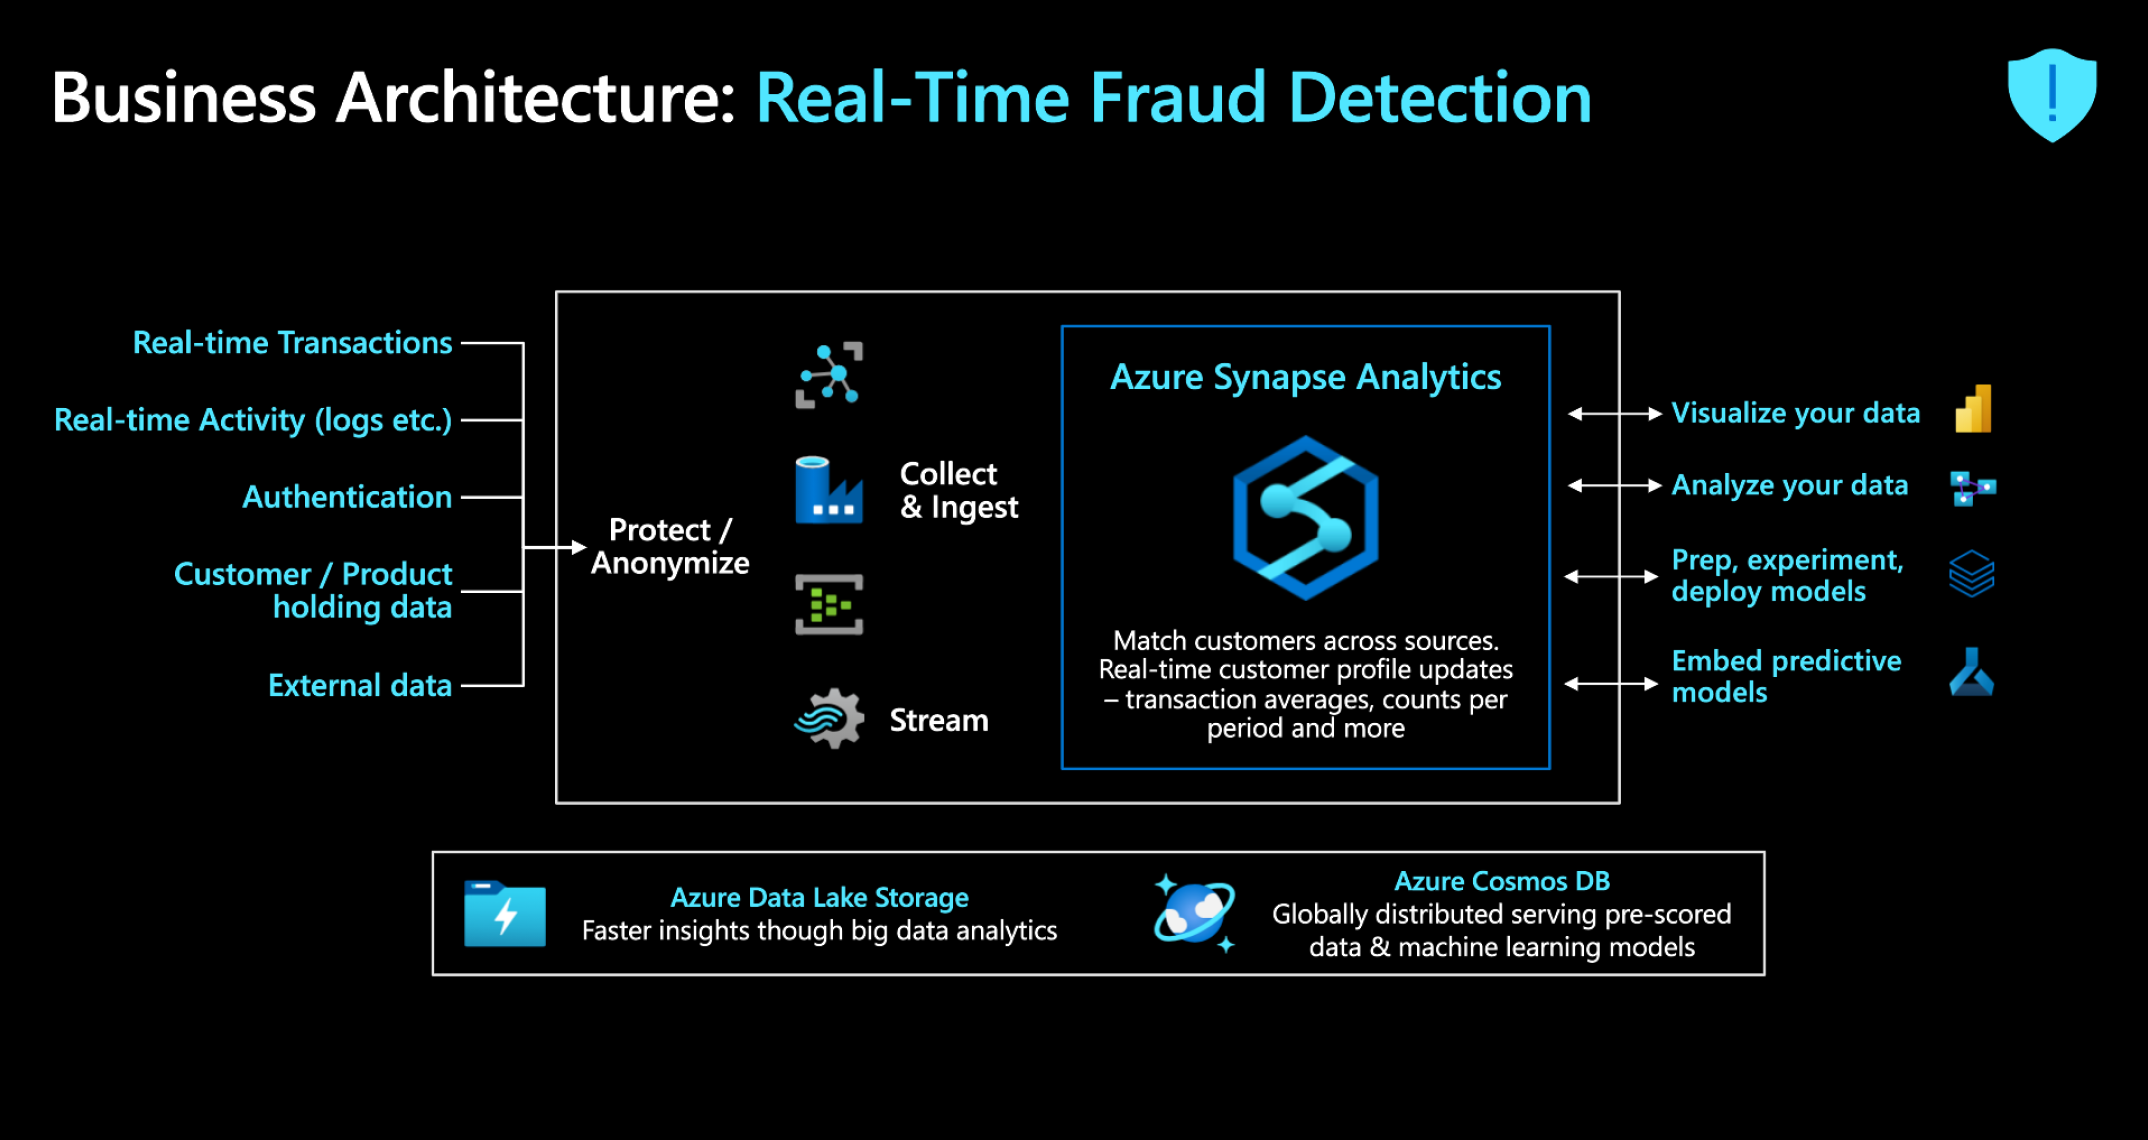 Business Architecture: Real-Time Fraud Detection
Real-time Transactions
Real-time Activity (logs etc.)
Authentication
Customer / Product
holding data
External data
Protect /
Anonymize
Collect
& Ingest
Stream
Azure Synapse Analytics
Match customers across sources.
Real-time customer profile updates
– transaction averages, counts per
period and more
Visualize your data
Analyze your data
Prep, experiment,
deploy models
Embed predictive
models
Azure Data Lake Storage
Faster insights though big data analytics
Azure Cosmos DB
Globally distributed serving pre-scored
data & machine learning models